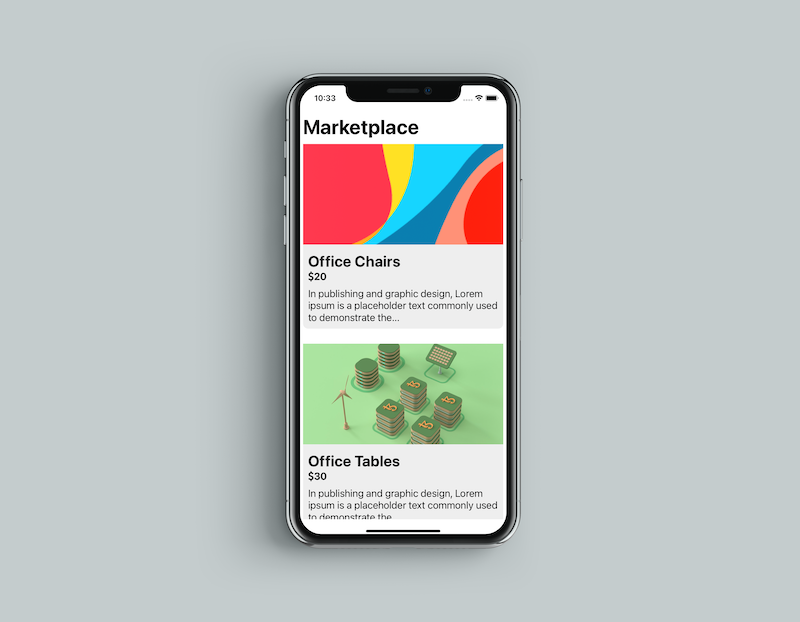 10:33
Marketplace
Office Chairs
$20
In publishing and graphic design, Lorem
ipsum is a placeholder text commonly used
to demonstrate the...
Office Tables
$30
In publishing and graphic design, Lorem
ipsum is a placeholder text commonly used
to demonstrate the...